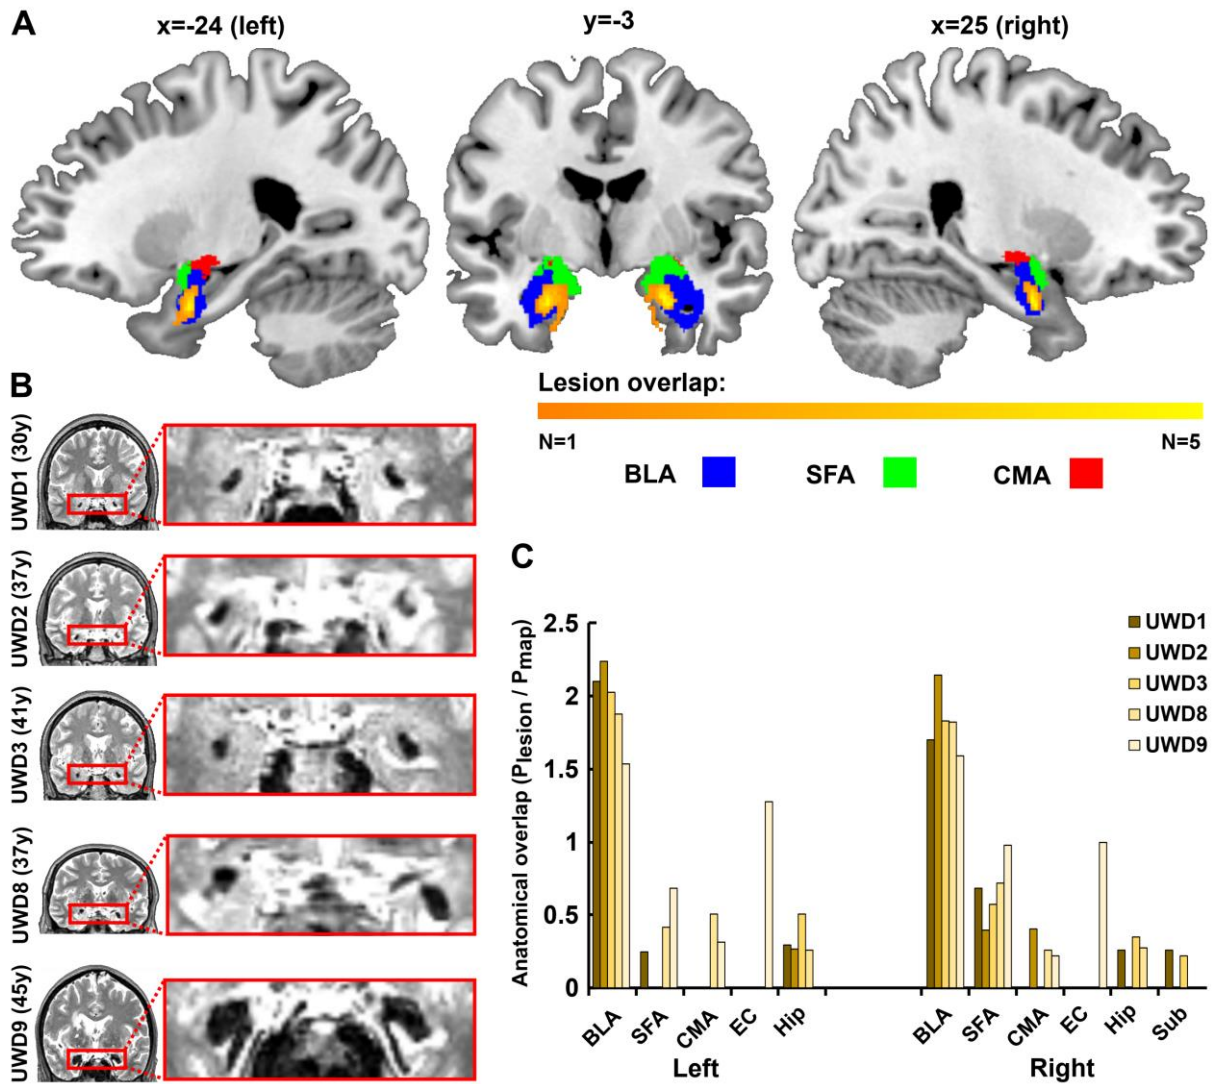 A
x=-24 (left)
y=-3
x=25 (right)
Lesion overlap:
N=1
N=5
BLA
SFA
CMA
B
UWD1 (30y)
UWD2 (37y)
UWD3 (41y)
UWD8 (37y)
UWD9 (45y)
C
Anatomical overlap (Plesion / Pmap)
2.5
2
1.5
1
0.5
0
UWD1
UWD2
UWD3
UWD8
UWD9
BLA
SFA
CMA
EC
Hip
Left
BLA
SFA
CMA
EC
Hip
Sub
Right